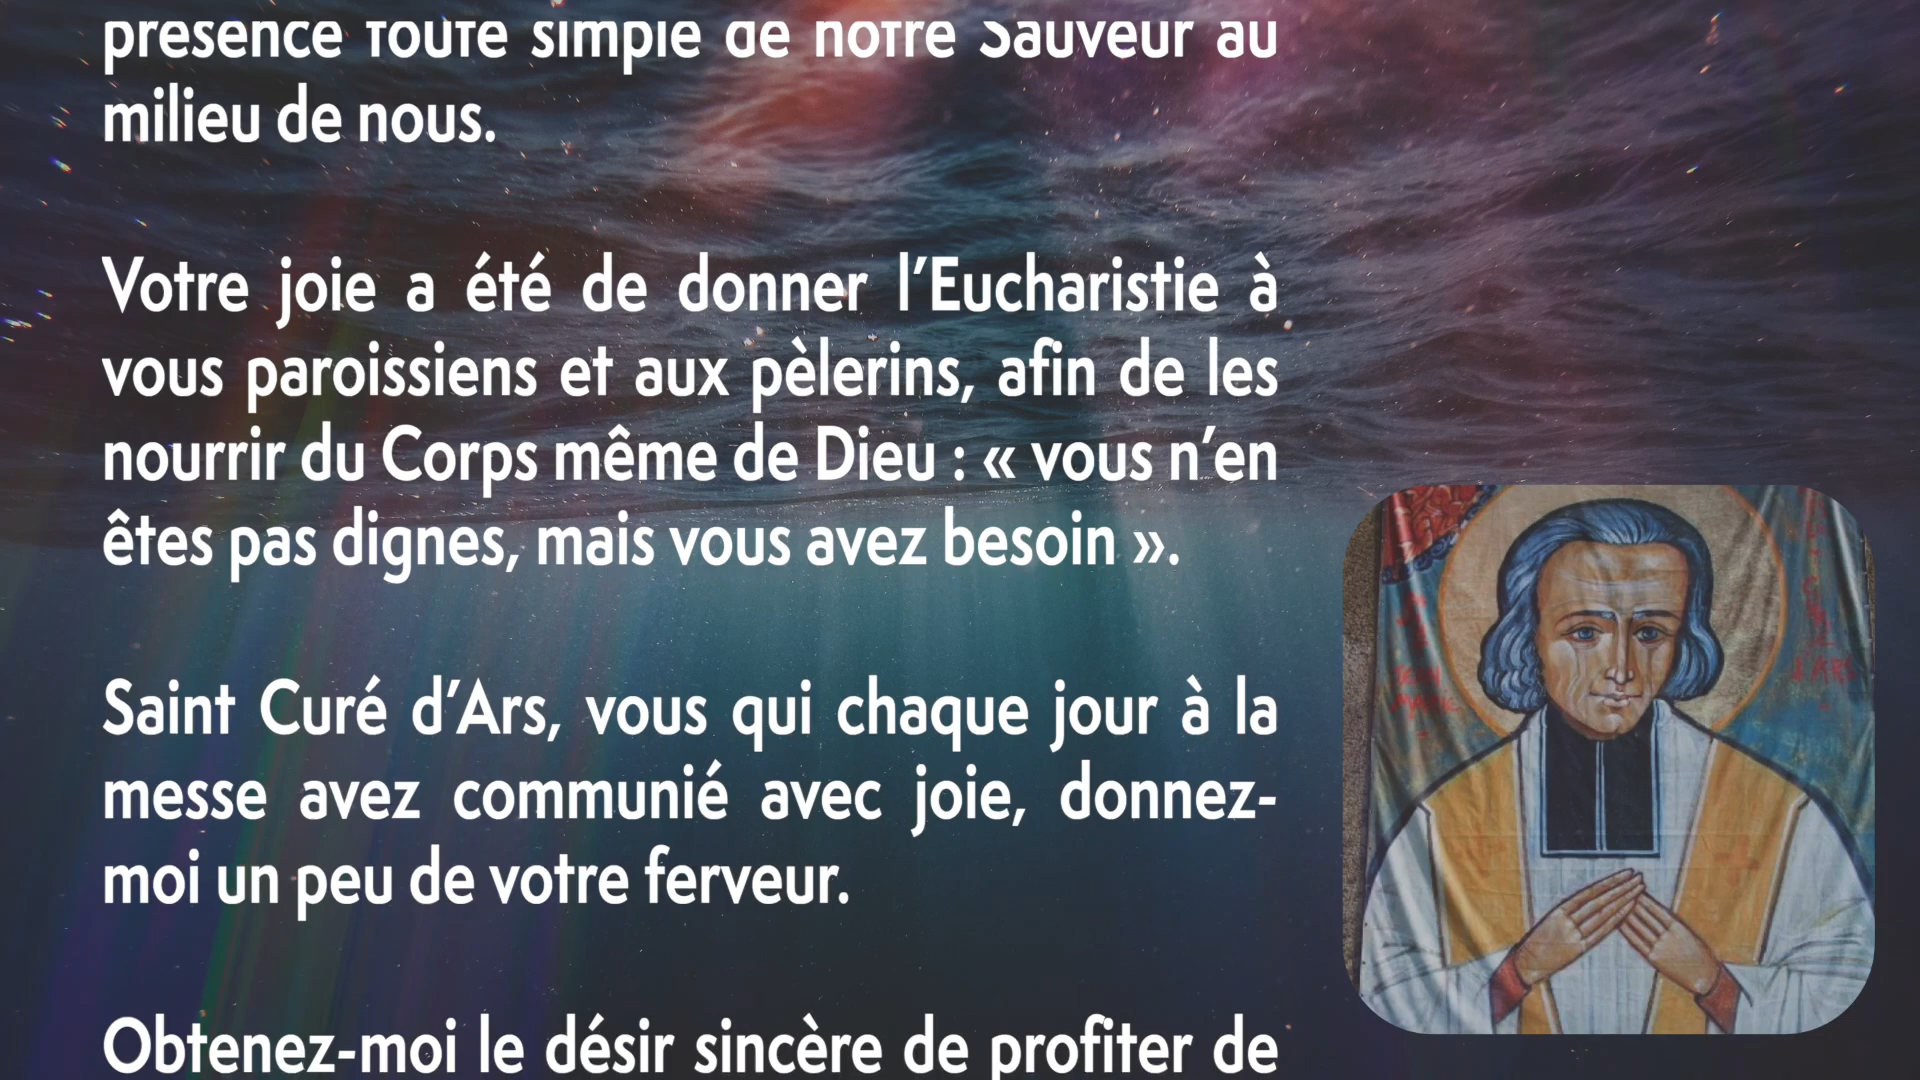 présence toute simple de notre Sauveur au
milieu de nous.
Votre joie a été de donner l’Eucharistie à
vous paroissiens et aux pèlerins, afin de les
nourrir du Corps même de Dieu : « vous n’en
êtes pas dignes, mais vous avez besoin ».
Saint Curé d’Ars, vous qui chaque jour à la
messe avez communié avec joie, donnez-
moi un peu de votre ferveur.
Obtenez-moi le désir sincère de profiter de
JEAN
MARIE
D'ARS